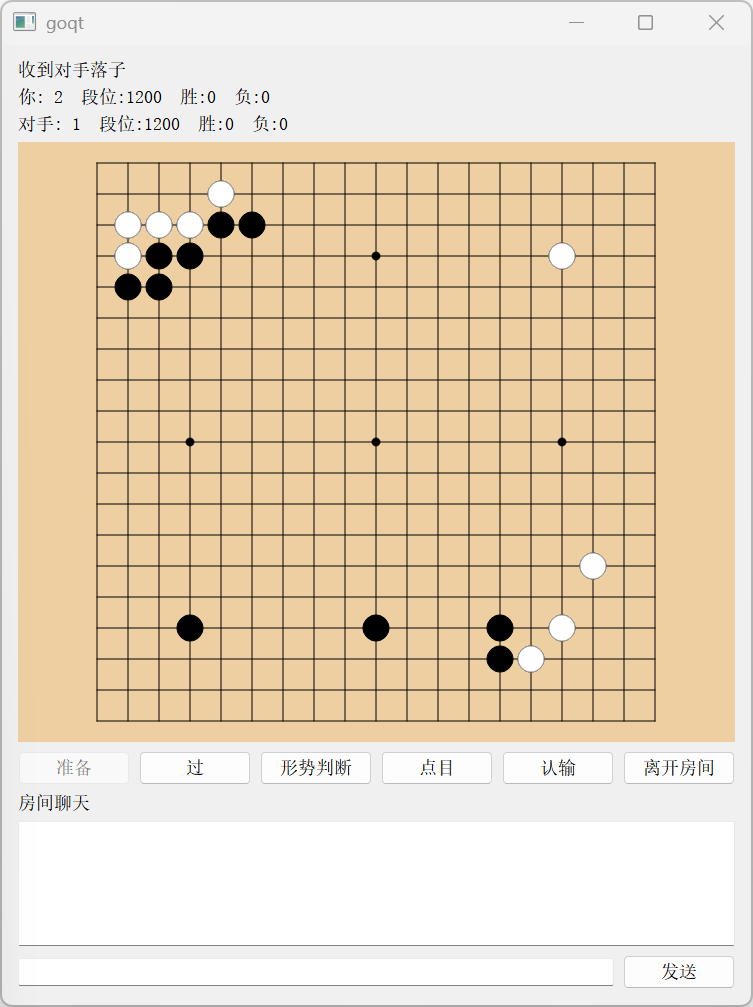 goqt
收到对手落子
你: 2 段位:1200 胜:0 负:0
对手: 1 段位:1200 胜:0 负:0
准备 过 形势判断 点目 认输 离开房间
房间聊天
发送